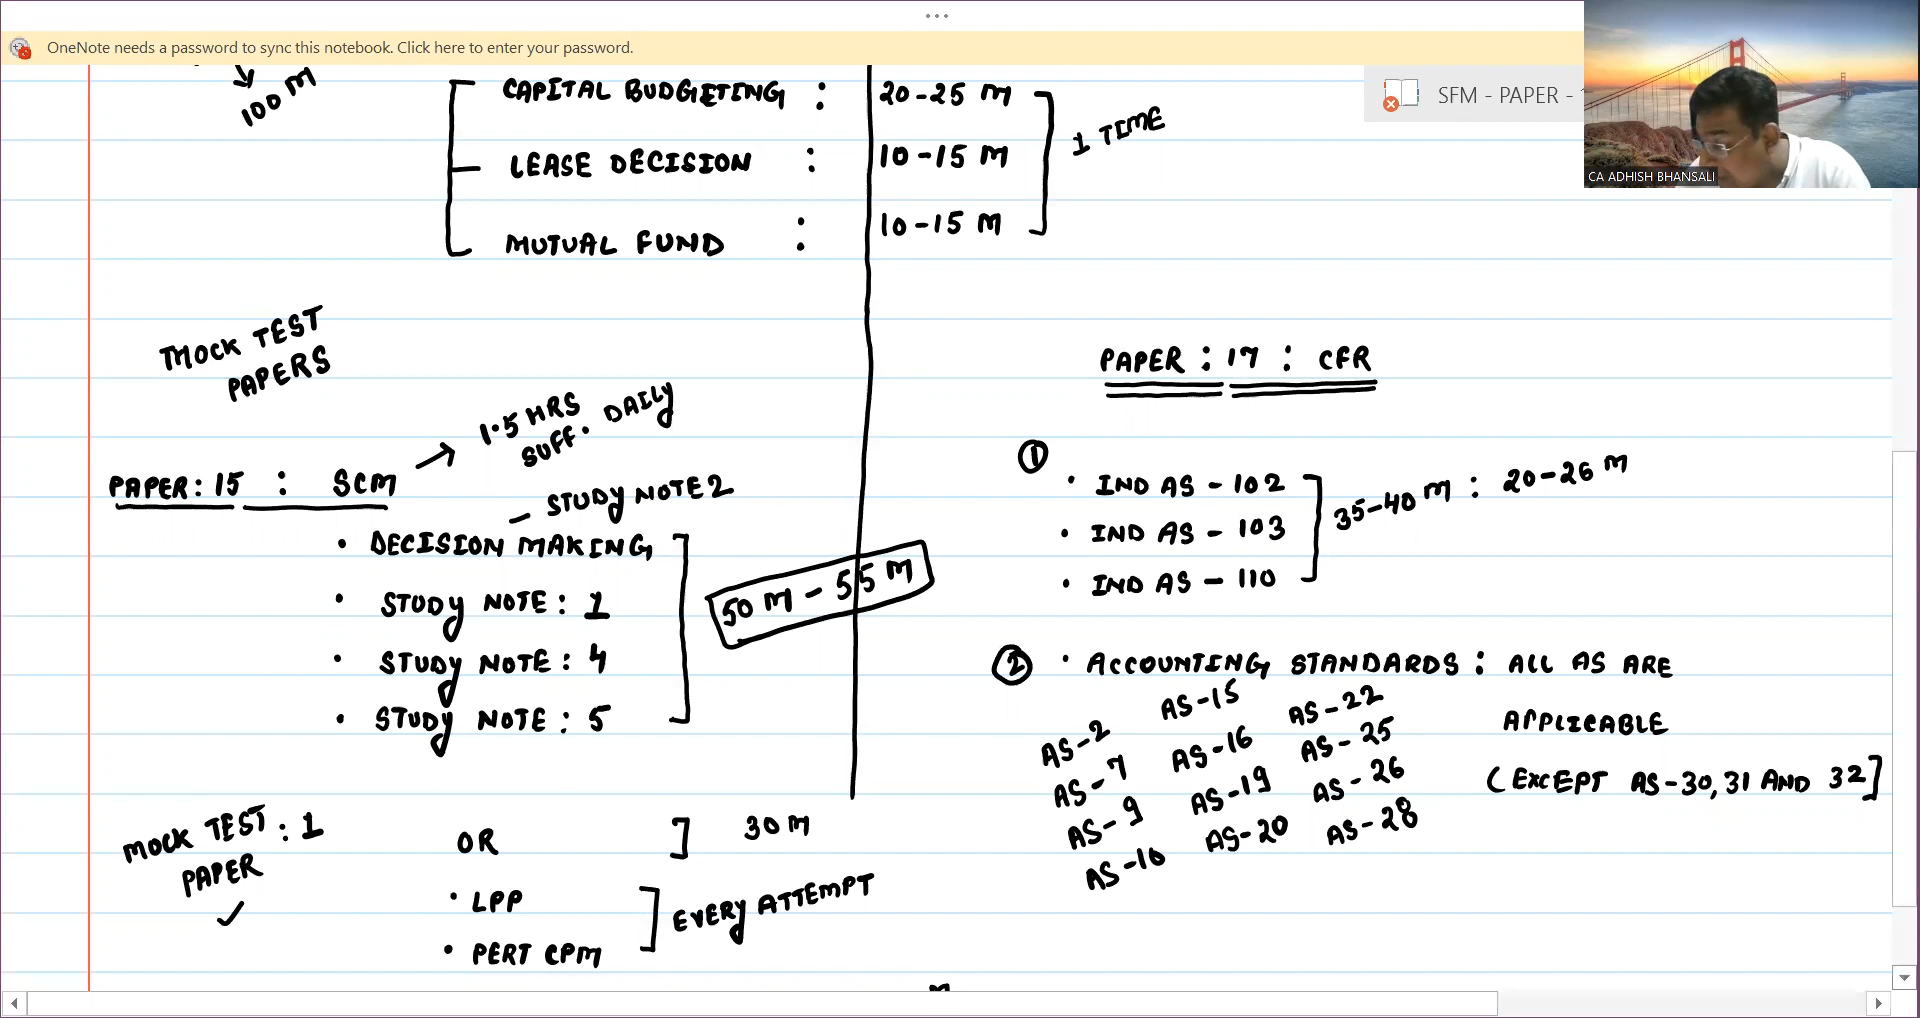 OneNote needs a password to sync this notebook. Click here to enter your password.
SFM - PAPER -
CA ADHISH BHANSALI
100 M
CAPITAL BUDGETING : 20-25 M
LEASE DECISION : 10-15 M
MUTUAL FUND : 10-15 M
1 TIME
MOCK TEST
PAPERS
PAPER: 15 : SCM
1.5 HRS
SUFF. DAILY
- STUDY NOTE 2
• DECISION MAKING
• STUDY NOTE : 1
• STUDY NOTE : 4
• STUDY NOTE : 5
50 M - 55 M
MOCK TEST : 1
PAPER
OR ] 30 M
• LPP
• PERT CPM
EVERY ATTEMPT
PAPER : 17 : CFR
①
• IND AS - 102
• IND AS - 103
• IND AS - 110
35-40 M : 20-26 M
② • ACCOUNTING STANDARDS : ALL AS ARE
APPLICABLE
(EXCEPT AS-30, 31 AND 32]
AS-2
AS-7
AS-9
AS-10
AS-15
AS-16
AS-19
AS-20
AS-22
AS-25
AS-26
AS-28